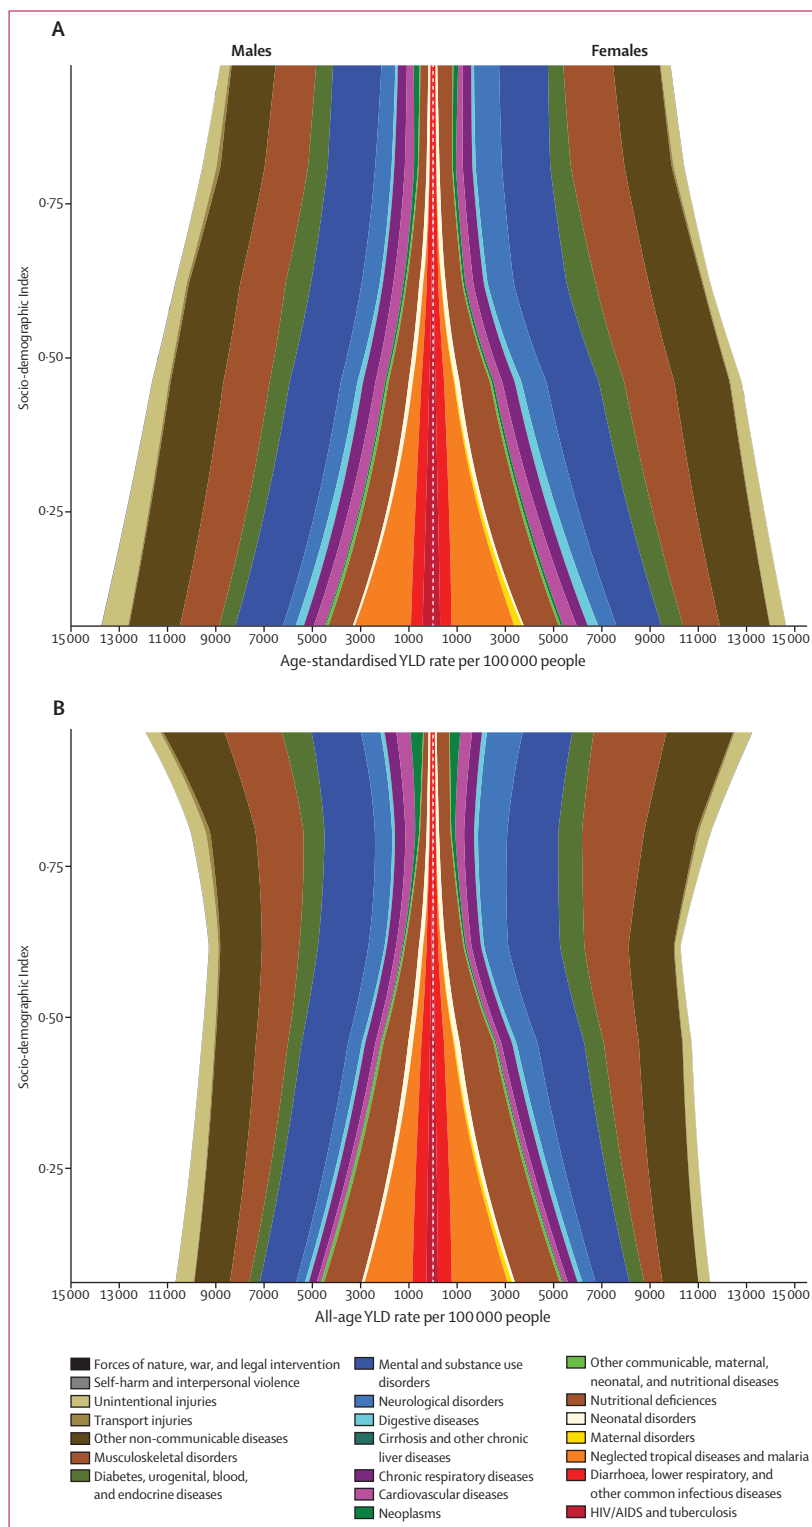 A
Males
Females
0·75
0·50
0·25
Socio-demographic Index
15 000 13 000 11 000 9000 7000 5000 3000 1000 1000 3000 5000 7000 9000 11 000 13 000 15 000
Age-standardised YLD rate per 100 000 people
B
0·75
0·50
0·25
Socio-demographic Index
15 000 13 000 11 000 9000 7000 5000 3000 1000 1000 3000 5000 7000 9000 11 000 13 000 15 000
All-age YLD rate per 100 000 people
Forces of nature, war, and legal intervention
Self-harm and interpersonal violence
Unintentional injuries
Transport injuries
Other non-communicable diseases
Musculoskeletal disorders
Diabetes, urogenital, blood,
and endocrine diseases
Mental and substance use
disorders
Neurological disorders
Digestive diseases
Cirrhosis and other chronic
liver diseases
Chronic respiratory diseases
Cardiovascular diseases
Neoplasms
Other communicable, maternal,
neonatal, and nutritional diseases
Nutritional deficiences
Neonatal disorders
Maternal disorders
Neglected tropical diseases and malaria
Diarrhoea, lower respiratory, and
other common infectious diseases
HIV/AIDS and tuberculosis